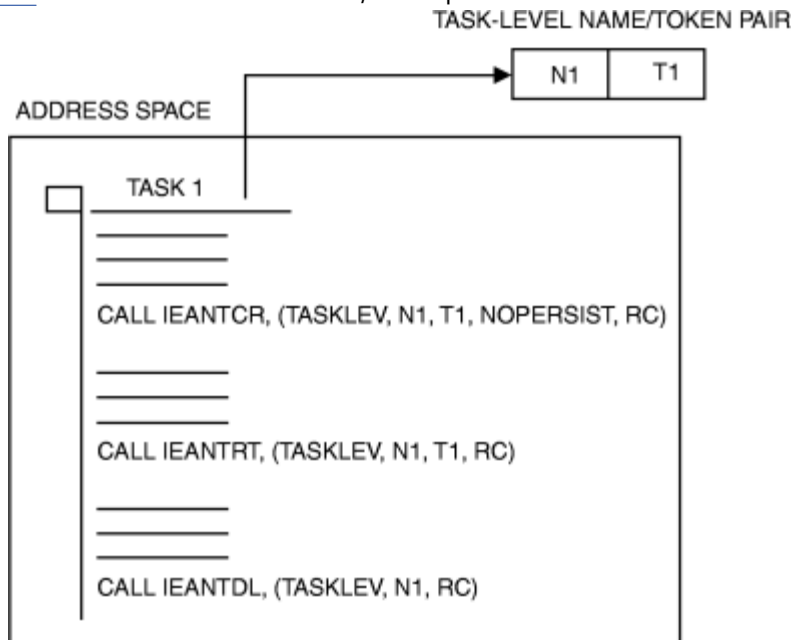 TASK-LEVEL NAME/TOKEN PAIR
N1 T1
ADDRESS SPACE
TASK 1
CALL IEANTCR, (TASKLEV, N1, T1, NOPERSIST, RC)
CALL IEANTRT, (TASKLEV, N1, T1, RC)
CALL IEANTDL, (TASKLEV, N1, RC)